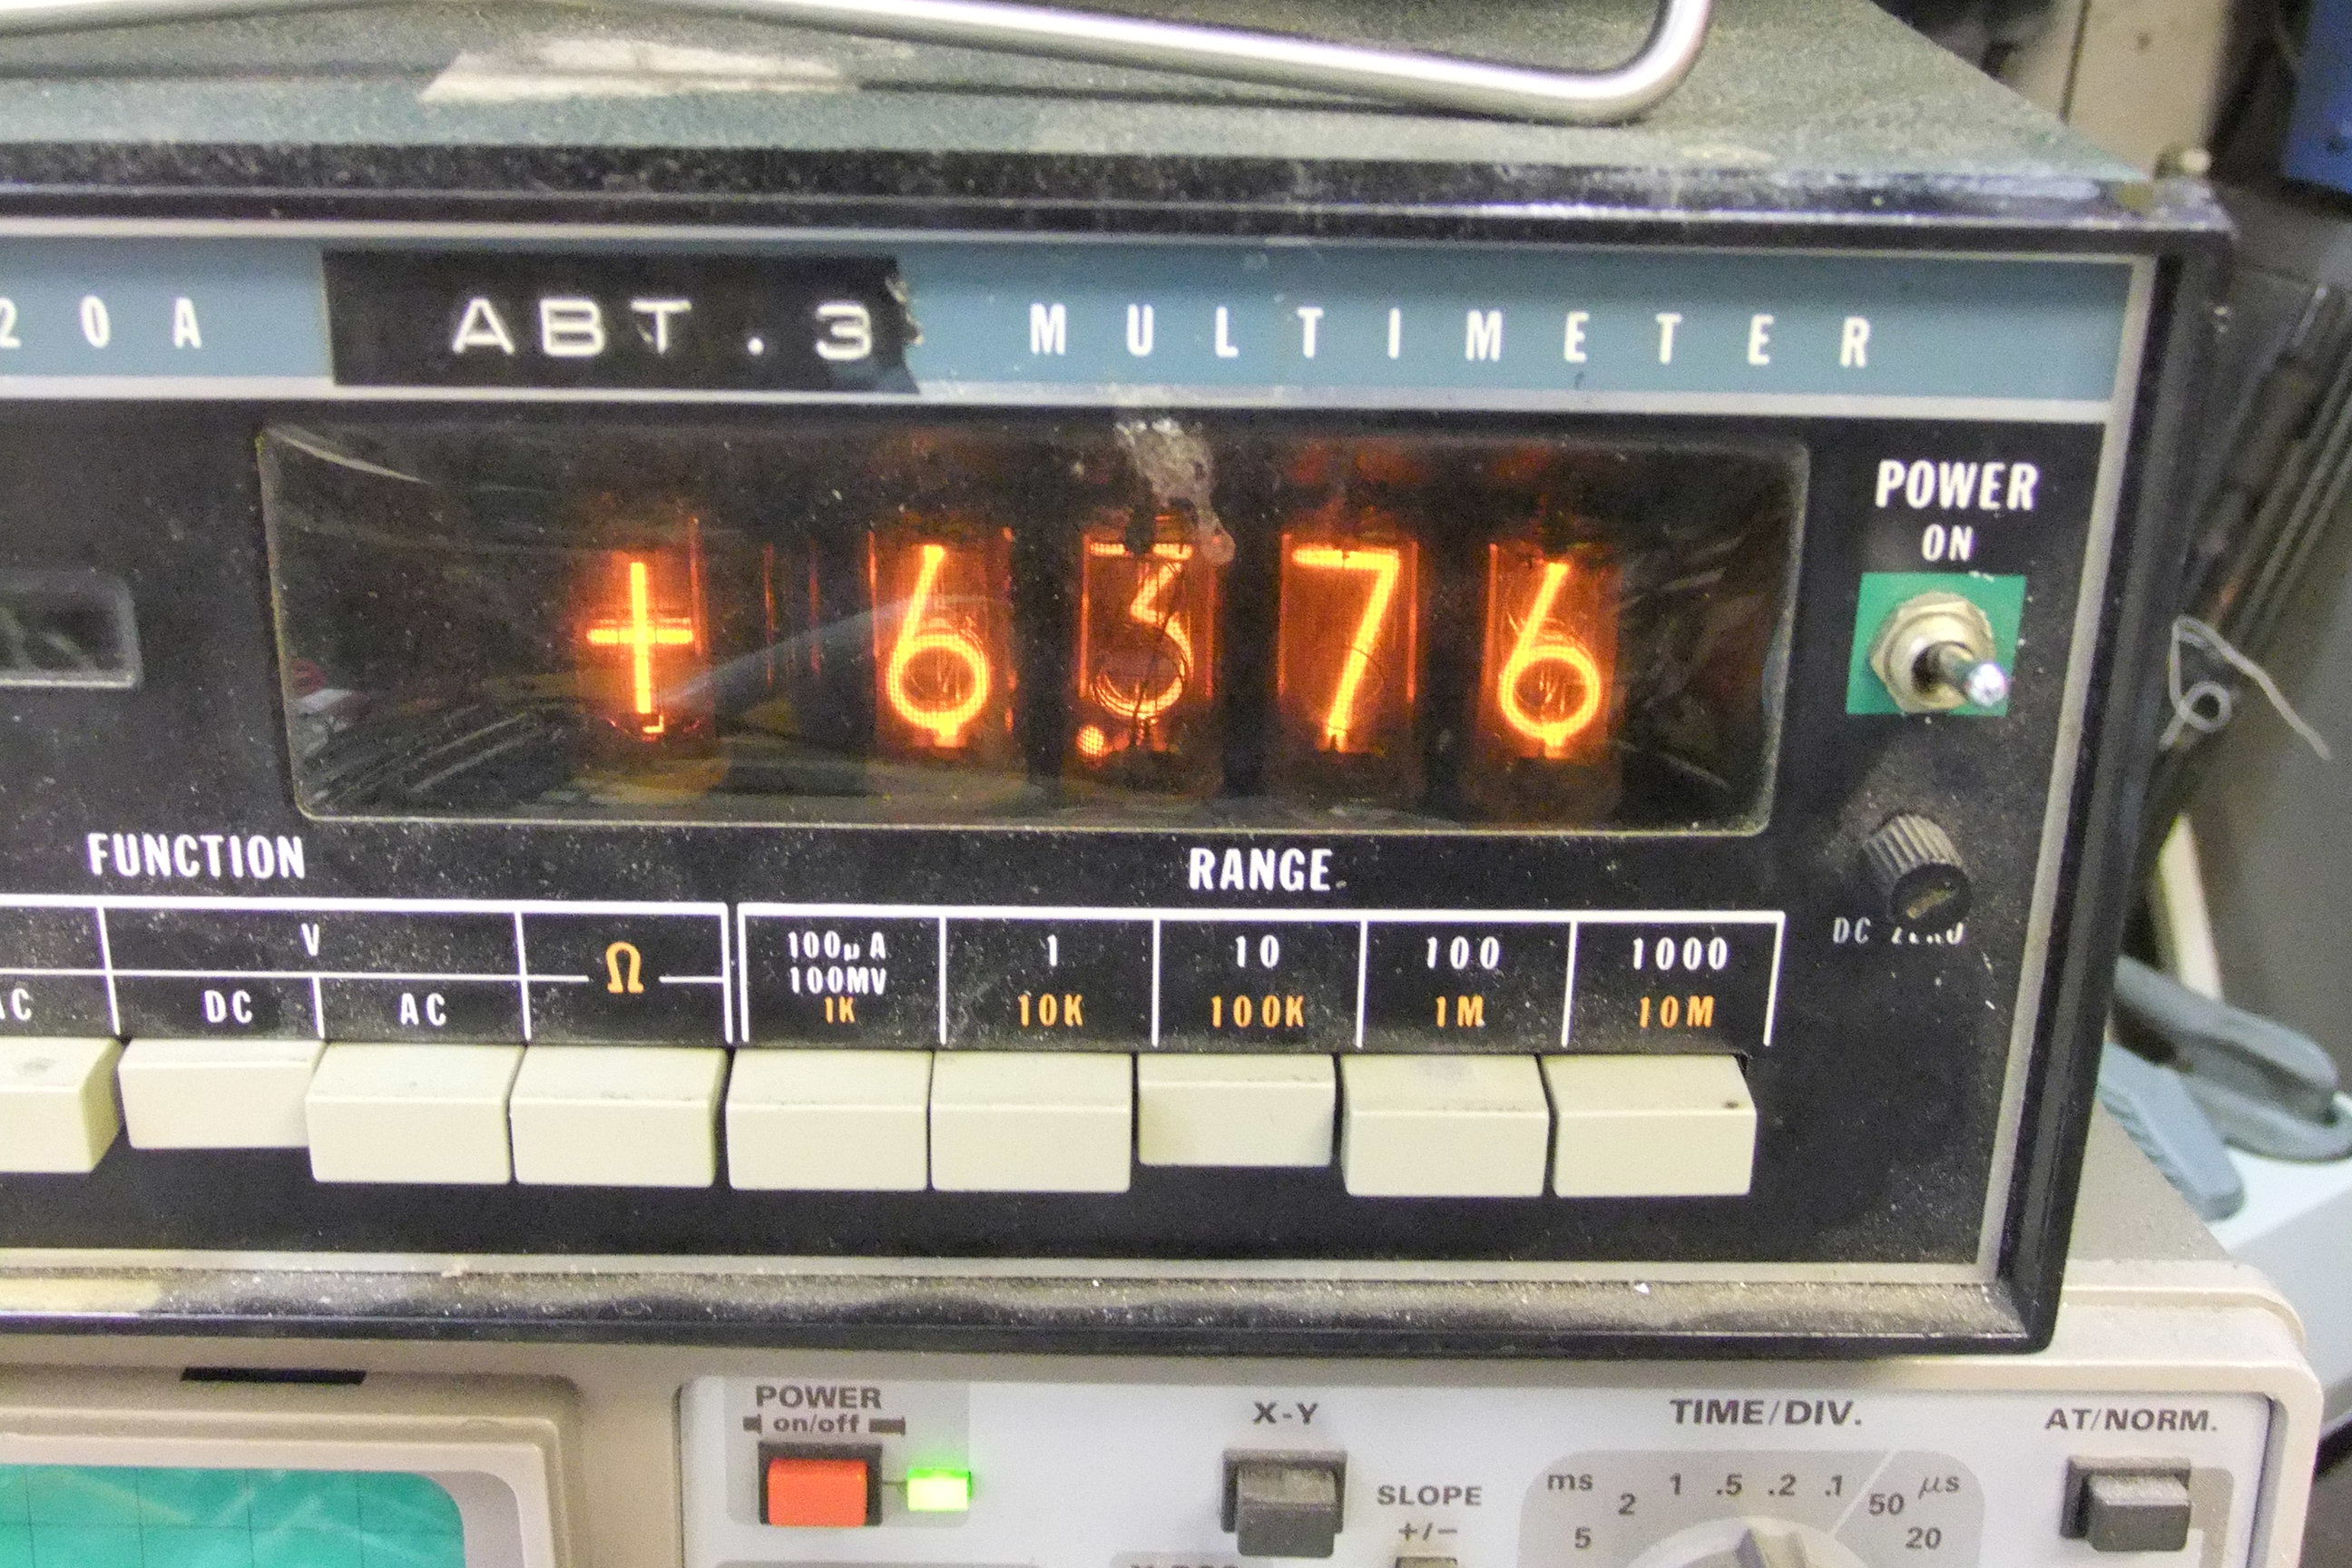 20A ABT.3 MULTIMETER
+6.376
POWER
ON
FUNCTION RANGE
V Ω 100µA 1 10 100 1000
100MV
DC AC 1K 10K 100K 1M 10M
DC ZERO
POWER
on/off
X-Y
TIME/DIV.
AT/NORM.
SLOPE
+/−
ms 5 2 1 .5 .2 .1 50 µs 20